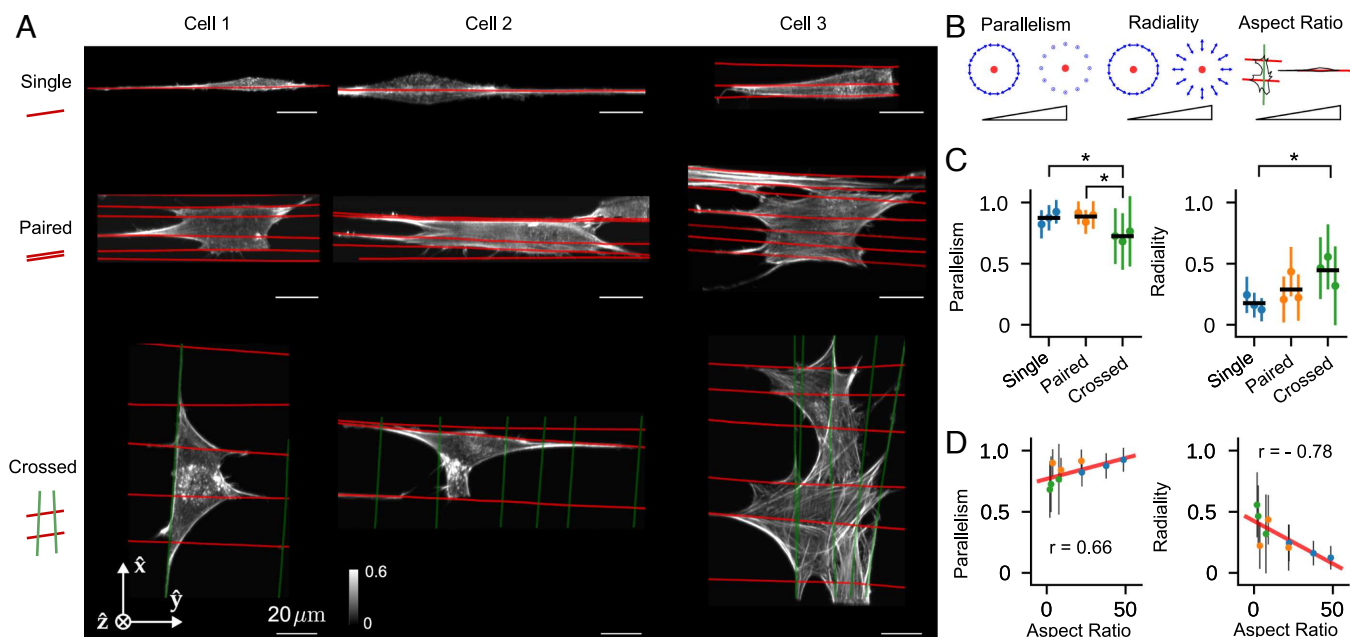 A
Cell 1
Cell 2
Cell 3
Single
Paired
Crossed
x̂
ŷ
ẑ
0.6
0
20 μm
B
Parallelism
Radiality
Aspect Ratio
C
*
*
Parallelism
1.0
0.5
0
Single
Paired
Crossed
*
Radiality
1.0
0.5
0
Single
Paired
Crossed
D
Parallelism
1.0
0.5
0
r = 0.66
0
50
Aspect Ratio
Radiality
1.0
0.5
0
r = - 0.78
0
50
Aspect Ratio